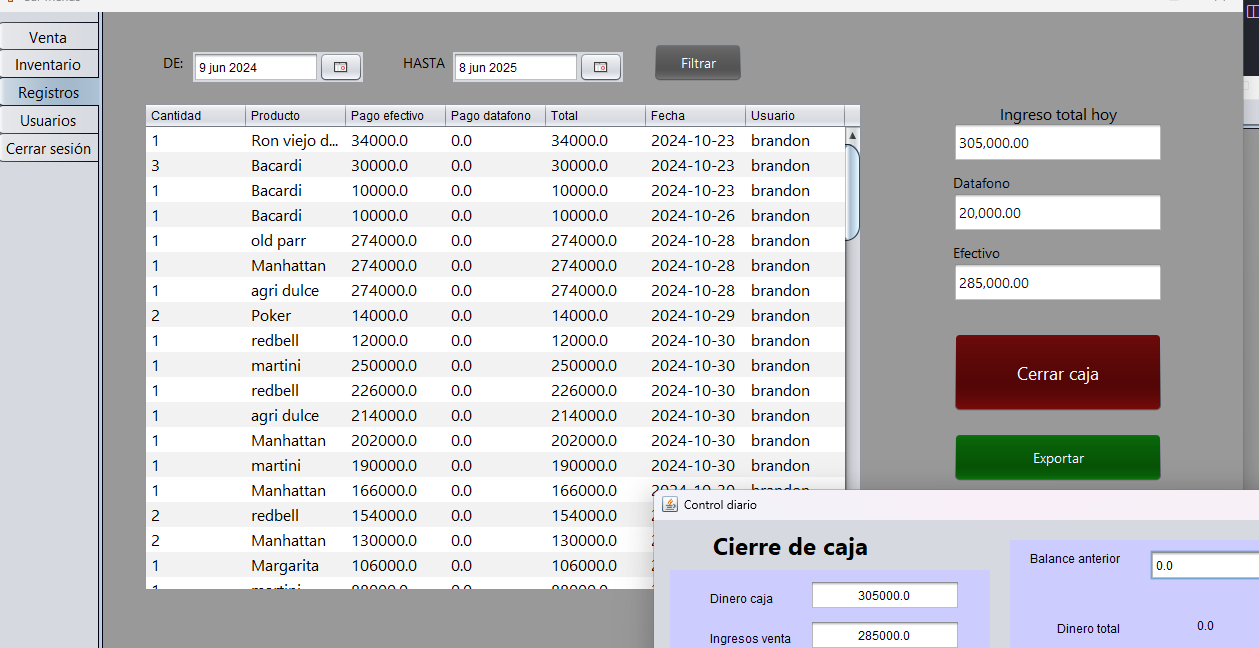 Venta
Inventario
Registros
Usuarios
Cerrar sesión
DE: 9 jun 2024 HASTA 8 jun 2025 Filtrar
Cantidad Producto Pago efectivo Pago datafono Total Fecha Usuario
1 Ron viejo d... 34000.0 0.0 34000.0 2024-10-23 brandon
3 Bacardi 30000.0 0.0 30000.0 2024-10-23 brandon
1 Bacardi 10000.0 0.0 10000.0 2024-10-23 brandon
1 Bacardi 10000.0 0.0 10000.0 2024-10-26 brandon
1 old parr 274000.0 0.0 274000.0 2024-10-28 brandon
1 Manhattan 274000.0 0.0 274000.0 2024-10-28 brandon
1 agri dulce 274000.0 0.0 274000.0 2024-10-28 brandon
2 Poker 14000.0 0.0 14000.0 2024-10-29 brandon
1 redbell 12000.0 0.0 12000.0 2024-10-30 brandon
1 martini 250000.0 0.0 250000.0 2024-10-30 brandon
1 redbell 226000.0 0.0 226000.0 2024-10-30 brandon
1 agri dulce 214000.0 0.0 214000.0 2024-10-30 brandon
1 Manhattan 202000.0 0.0 202000.0 2024-10-30 brandon
1 martini 190000.0 0.0 190000.0 2024-10-30 brandon
1 Manhattan 166000.0 0.0 166000.0 2024-10-30 brandon
2 redbell 154000.0 0.0 154000.0
2 Manhattan 130000.0 0.0 130000.0
1 Margarita 106000.0 0.0 106000.0
Ingreso total hoy
305,000.00
Datafono
20,000.00
Efectivo
285,000.00
Cerrar caja
Exportar
Control diario
Cierre de caja
Dinero caja 305000.0
Ingresos venta 285000.0
Balance anterior 0.0
Dinero total 0.0